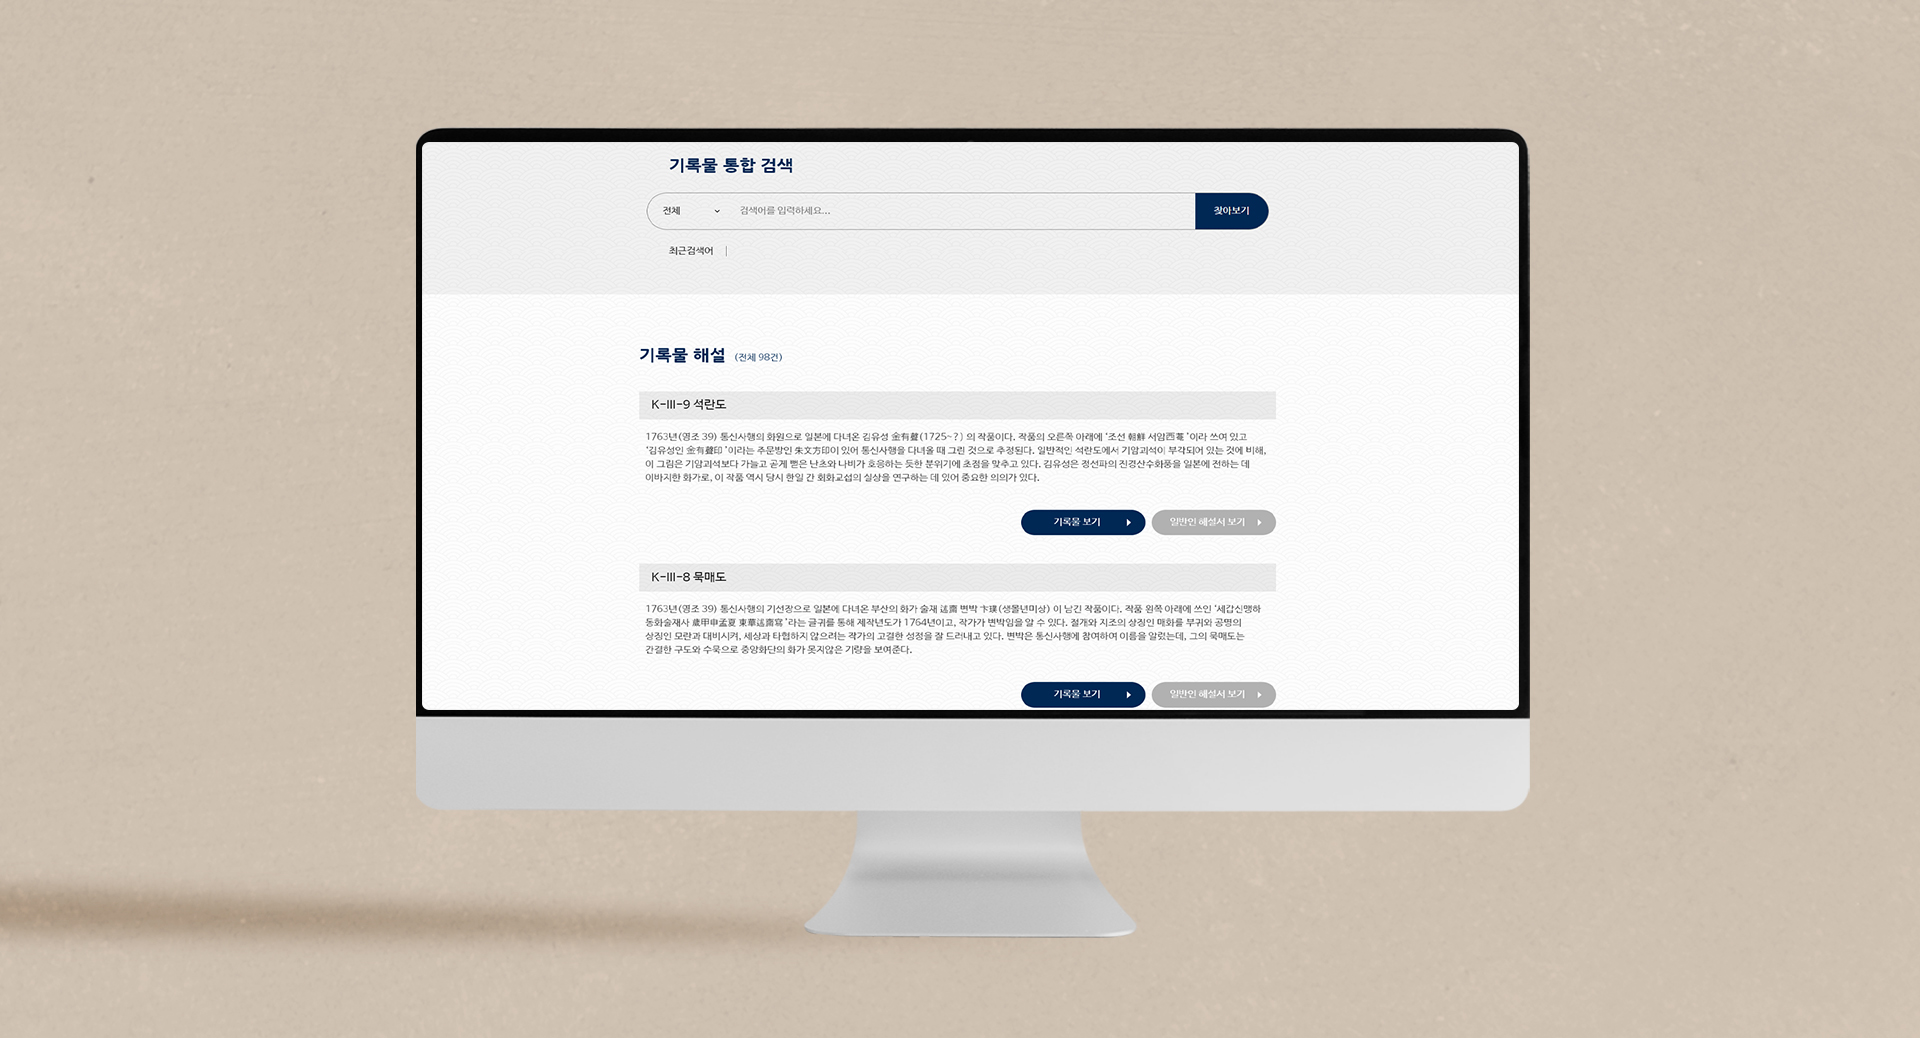 기록물 통합 검색
전체 검색어를 입력하세요... 찾아보기
최근검색어
기록물 해설 (전체 98건)
K-III-9 석란도
1763년(영조 39) 통신사행의 화원으로 일본에 다녀온 김유성 金有聲(1725~?) 의 작품이다. 작품의 오른쪽 아래에 '조선 朝鮮 서암西菴 '이라 쓰여 있고
'김유성인 金有聲印 '이라는 주문방인 朱文方印이 있어 통신사행을 다녀올 때 그린 것으로 추정된다. 일반적인 석란도에서 기암괴석이 부각되어 있는 것에 비해,
이 그림은 기암괴석보다 가늘고 곧게 뻗은 난초와 나비가 호응하는 듯한 분위기에 초점을 맞추고 있다. 김유성은 정선파의 진경산수화풍을 일본에 전하는 데
이바지한 화가로, 이 작품 역시 당시 한일 간 회화교섭의 실상을 연구하는 데 있어 중요한 의의가 있다.
기록물 보기 일반인 해설서 보기
K-III-8 묵매도
1763년(영조 39) 통신사행의 기선장으로 일본에 다녀온 부산의 화가 술재 述齋 변박 卞璞(생몰년미상) 이 남긴 작품이다. 작품 왼쪽 아래에 쓰인 '세갑신맹하
동화술재사 歲甲申孟夏 東華述齋寫 '라는 글귀를 통해 제작년도가 1764년이고, 작가가 변박임을 알 수 있다. 절개와 지조의 상징인 매화를 부귀와 공명의
상징인 모란과 대비시켜, 세상과 타협하지 않으려는 작가의 고결한 성정을 잘 드러내고 있다. 변박은 통신사행에 참여하여 이름을 알렸는데, 그의 묵매도는
간결한 구도와 수묵으로 중앙화단의 화가 못지않은 기량을 보여준다.
기록물 보기 일반인 해설서 보기